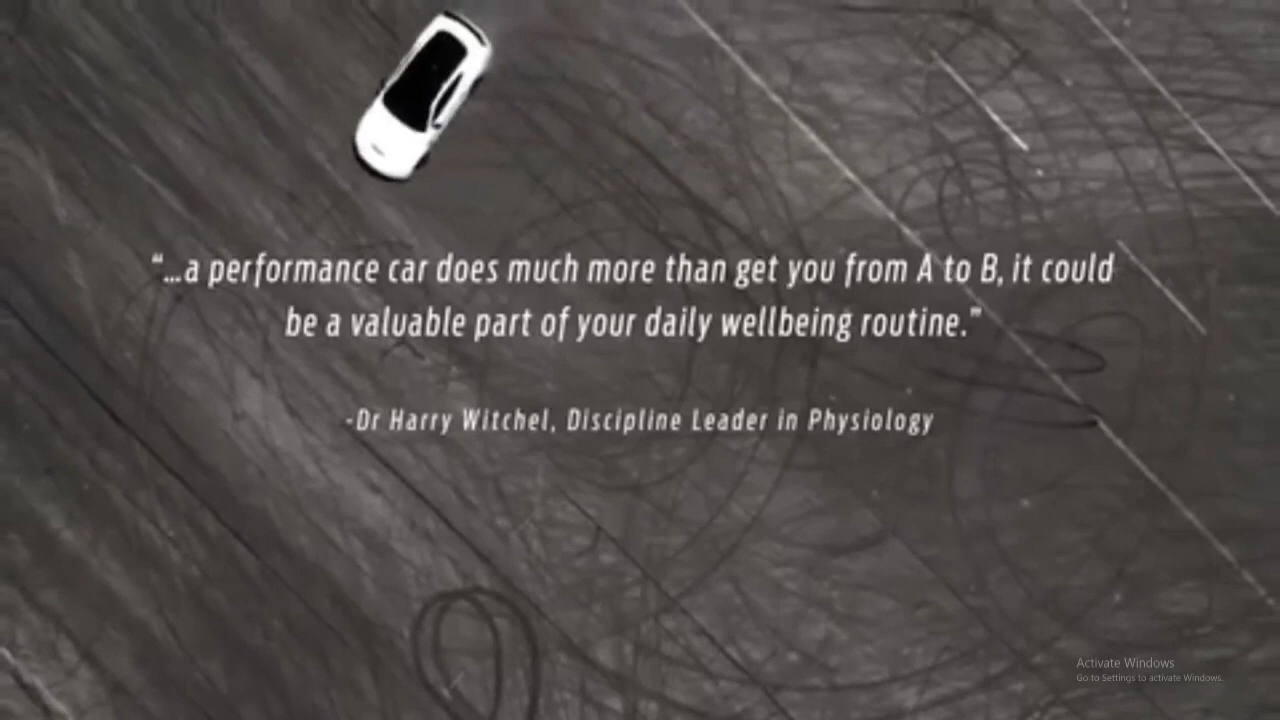 “...a performance car does much more than get you from A to B, it could
be a valuable part of your daily wellbeing routine.”
-Dr Harry Witchel, Discipline Leader in Physiology
Activate Windows
Go to Settings to activate Windows.